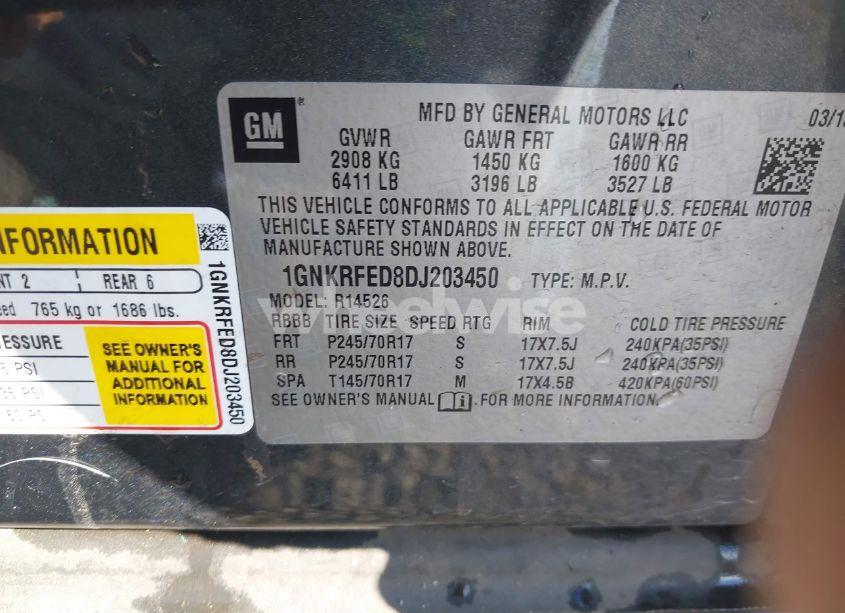 GM
MFD BY GENERAL MOTORS LLC
03/13
GVWR GAWR FRT GAWR RR
2908 KG 1450 KG 1600 KG
6411 LB 3196 LB 3527 LB
THIS VEHICLE CONFORMS TO ALL APPLICABLE U.S. FEDERAL MOTOR
VEHICLE SAFETY STANDARDS IN EFFECT ON THE DATE OF
MANUFACTURE SHOWN ABOVE.
1GNKRFED8DJ203450 TYPE: M.P.V.
MODEL: R14526
RBBB TIRE SIZE SPEED RTG RIM COLD TIRE PRESSURE
FRT P245/70R17 S 17X7.5J 240KPA(35PSI)
RR P245/70R17 S 17X7.5J 240KPA(35PSI)
SPA T145/70R17 M 17X4.5B 420KPA(60PSI)
SEE OWNER'S MANUAL FOR MORE INFORMATION.
REAR 6
765 kg or 1686 lbs.
PSI
PSI
SEE OWNER'S
MANUAL FOR
ADDITIONAL
INFORMATION
1GNKRFED8DJ203450
wheelwise